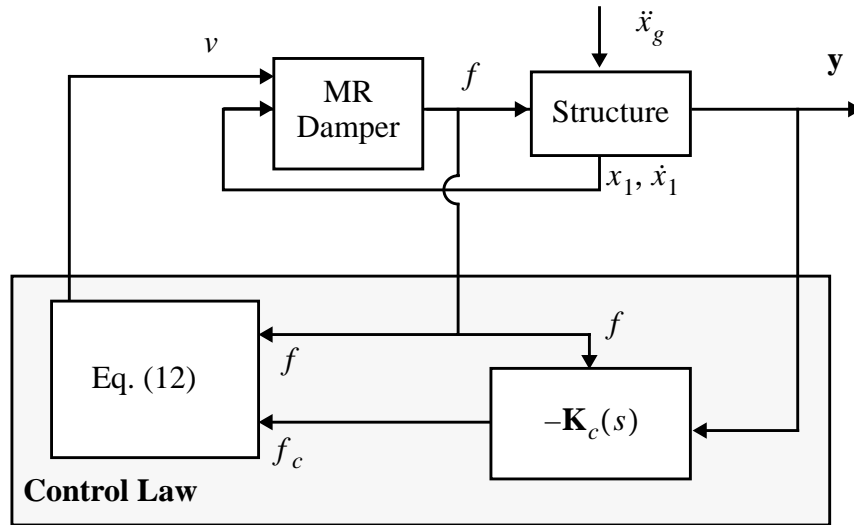 ẍ_g
v
f
y
MR
Damper
Structure
x_1, ẋ_1
f
f
Eq. (12)
–K_c(s)
f_c
Control Law